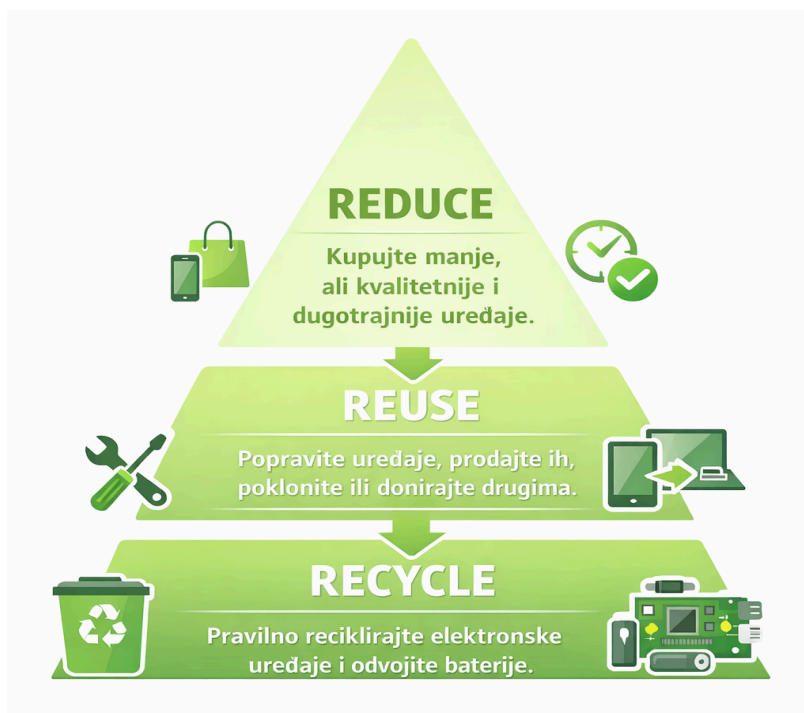 REDUCE
Kupujte manje,
ali kvalitetnije i
dugotrajnije uređaje.
REUSE
Popravite uređaje, prodajte ih,
poklonite ili donirajte drugima.
RECYCLE
Pravilno reciklirajte elektronske
uređaje i odvojite baterije.